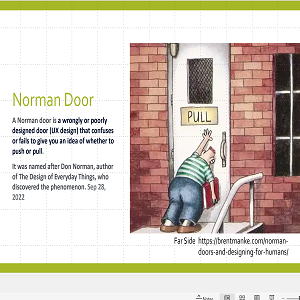 Norman Door
A Norman door is a wrongly or poorly
designed door (UX design) that confuses
or fails to give you an idea of whether to
push or pull.
It was named after Don Norman, author
of The Design of Everyday Things, who
discovered the phenomenon. Sep 28,
2022
PULL
Far Side https://brentmanke.com/norman-
doors-and-designing-for-humans/
Notes